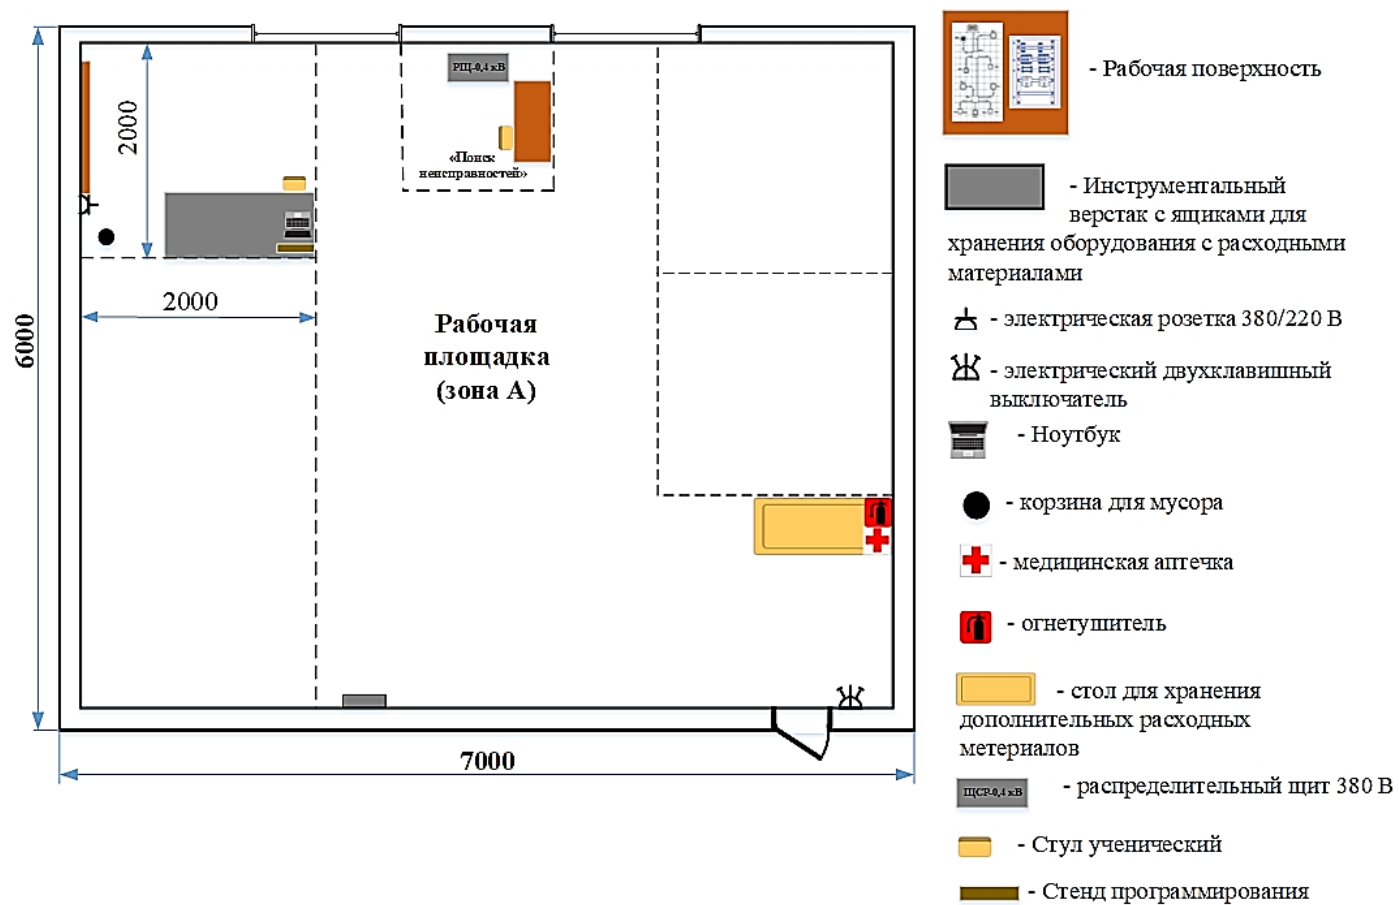 2000
2000
6000
7000
РЩ-0,4 кВ
«Поиск
неисправностей»
Рабочая
площадка
(зона А)
- Рабочая поверхность
- Инструментальный
верстак с ящиками для
хранения оборудования с расходными
материалами
- электрическая розетка 380/220 В
- электрический двухклавишный
выключатель
- Ноутбук
- корзина для мусора
- медицинская аптечка
- огнетушитель
- стол для хранения
дополнительных расходных
метериалов
ЩСР-0,4 кВ
- распределительный щит 380 В
- Стул ученический
- Стенд программирования